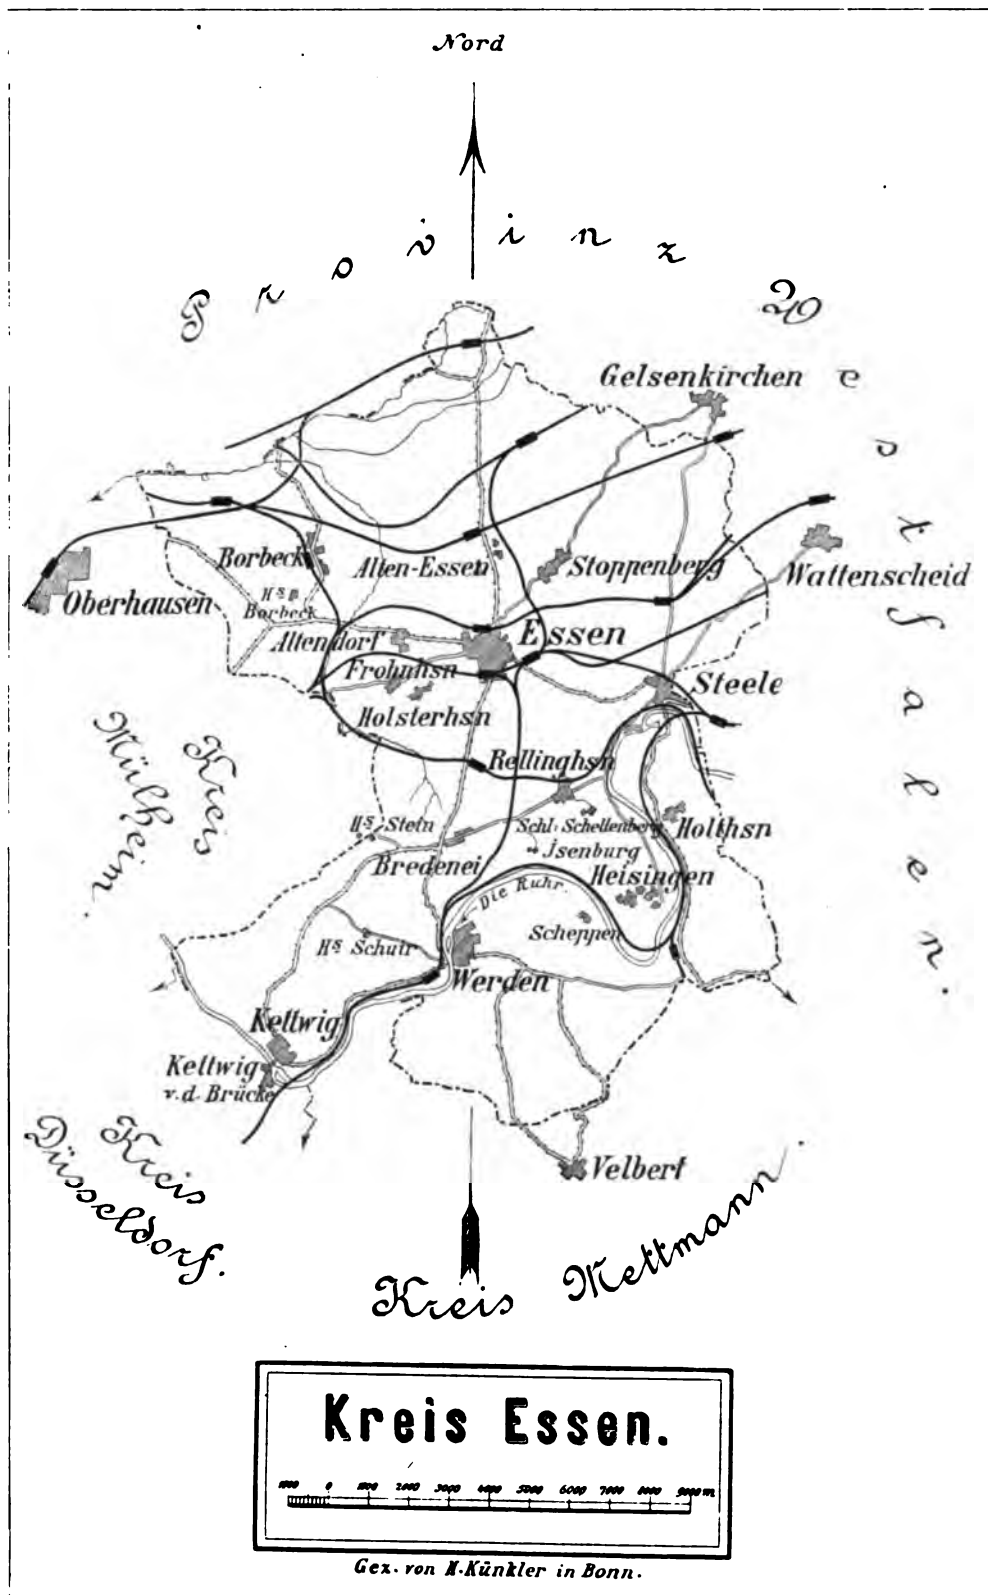 Nord
Provinz Westfalen.
Gelsenkirchen
Borbeck
Alten-Essen
Stoppenberg
Wattenscheid
Oberhausen
Hs Borbeck
Altendorf
Essen
Frohnhsn
Steele
Holsterhsn
Kreis Mülheim.
Rellinghsn
Hs Stein
Schl: Schellenberg
Holthsn
Bredenei
Jsenburg
Heisingen
Die Ruhr.
Hs Schuir
Scheppen
Werden
Kettwig
Kettwig
v.d. Brücke
Kreis Düsseldorf.
Velbert
Kreis Mettmann.
Kreis Essen.
1000 0 1000 2000 3000 4000 5000 6000 7000 8000 9000 m
Gez. von H. Künkler in Bonn.